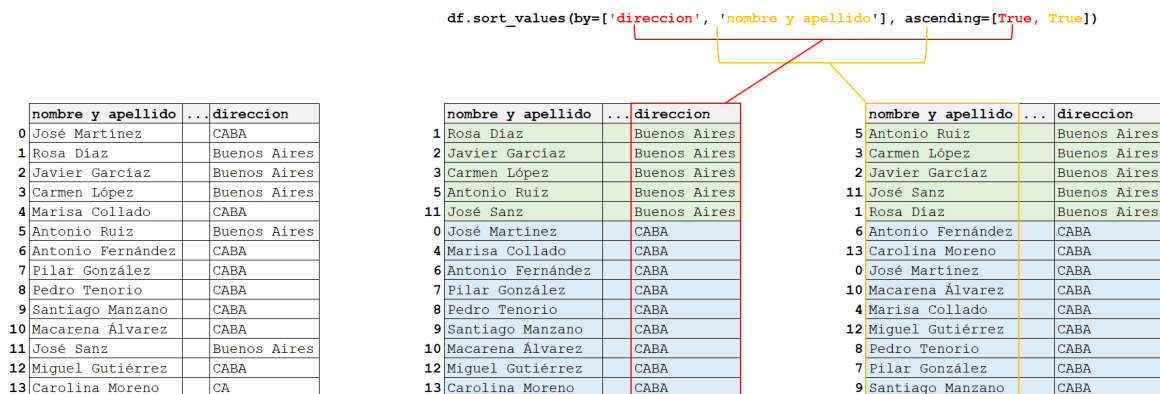 df.sort_values(by=['direccion', 'nombre y apellido'], ascending=[True, True])
nombre y apellido ... direccion
0 José Martínez CABA
1 Rosa Díaz Buenos Aires
2 Javier Garcíaz Buenos Aires
3 Carmen López Buenos Aires
4 Marisa Collado CABA
5 Antonio Ruiz Buenos Aires
6 Antonio Fernández CABA
7 Pilar González CABA
8 Pedro Tenorio CABA
9 Santiago Manzano CABA
10 Macarena Álvarez CABA
11 José Sanz Buenos Aires
12 Miguel Gutiérrez CABA
13 Carolina Moreno CA
nombre y apellido ... direccion
1 Rosa Díaz Buenos Aires
2 Javier Garcíaz Buenos Aires
3 Carmen López Buenos Aires
5 Antonio Ruiz Buenos Aires
11 José Sanz Buenos Aires
0 José Martínez CABA
4 Marisa Collado CABA
6 Antonio Fernández CABA
7 Pilar González CABA
8 Pedro Tenorio CABA
9 Santiago Manzano CABA
10 Macarena Álvarez CABA
12 Miguel Gutiérrez CABA
13 Carolina Moreno CABA
nombre y apellido ... direccion
5 Antonio Ruiz Buenos Aires
3 Carmen López Buenos Aires
2 Javier Garcíaz Buenos Aires
11 José Sanz Buenos Aires
1 Rosa Díaz Buenos Aires
6 Antonio Fernández CABA
13 Carolina Moreno CABA
0 José Martínez CABA
10 Macarena Álvarez CABA
4 Marisa Collado CABA
12 Miguel Gutiérrez CABA
8 Pedro Tenorio CABA
7 Pilar González CABA
9 Santiago Manzano CABA